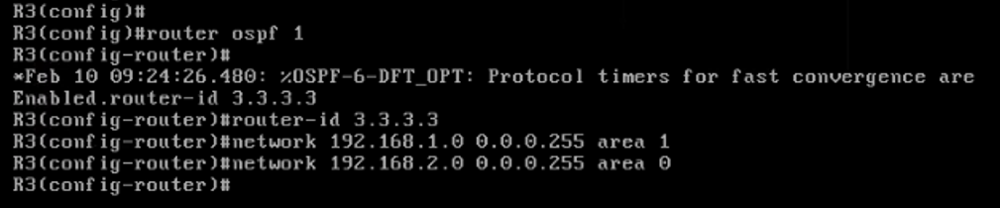 R3(config)#
R3(config)#router ospf 1
R3(config-router)#
*Feb 10 09:24:26.480: %OSPF-6-DFT_OPT: Protocol timers for fast convergence are
Enabled.router-id 3.3.3.3
R3(config-router)#router-id 3.3.3.3
R3(config-router)#network 192.168.1.0 0.0.0.255 area 1
R3(config-router)#network 192.168.2.0 0.0.0.255 area 0
R3(config-router)#